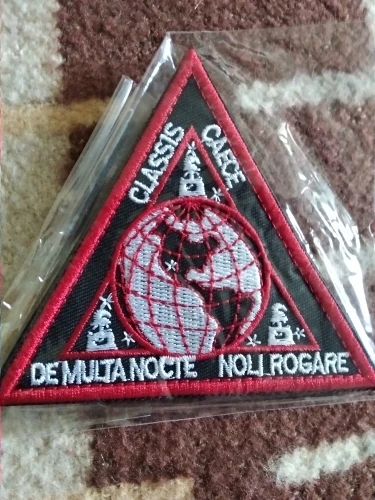 CLASSIS CAECE
DE MULTA NOCTE NOLI ROGARE